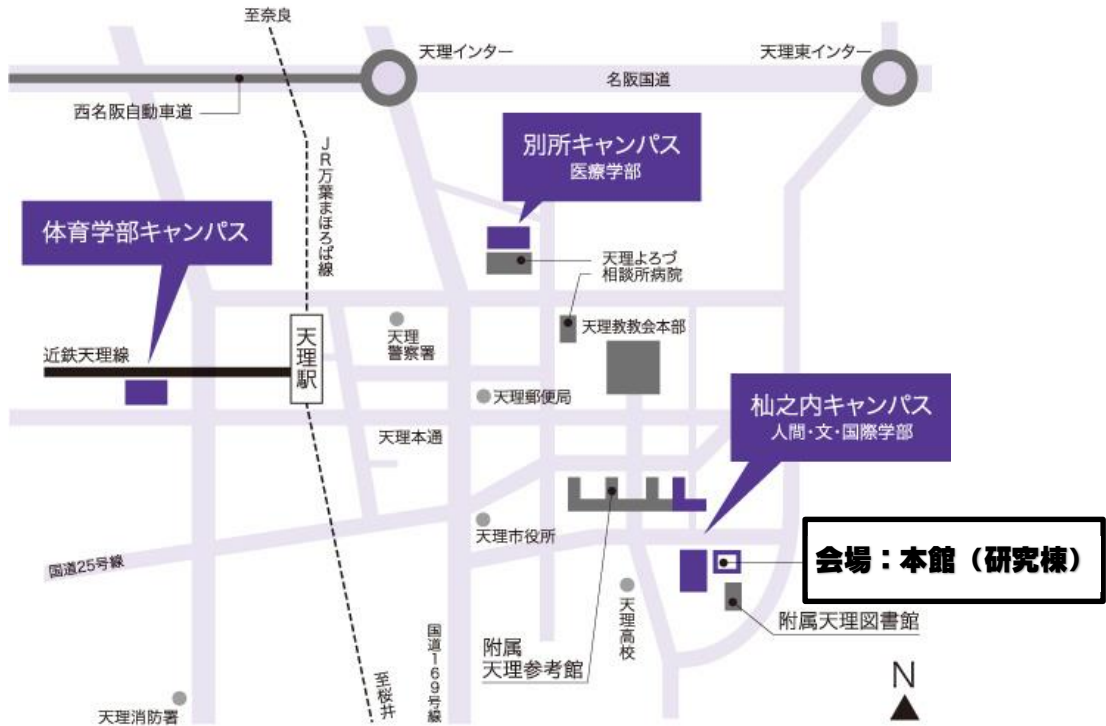 至奈良
天理インター
天理東インター
名阪国道
西名阪自動車道
JR万葉まほろば線
別所キャンパス
医療学部
体育学部キャンパス
天理よろづ
相談所病院
天理
警察署
天理教教会本部
近鉄天理線
天理駅
天理郵便局
杣之内キャンパス
人間・文・国際学部
天理本通
天理市役所
会場：本館（研究棟）
国道25号線
天理高校
附属天理図書館
附属
天理参考館
国道169号線
至桜井
天理消防署
N